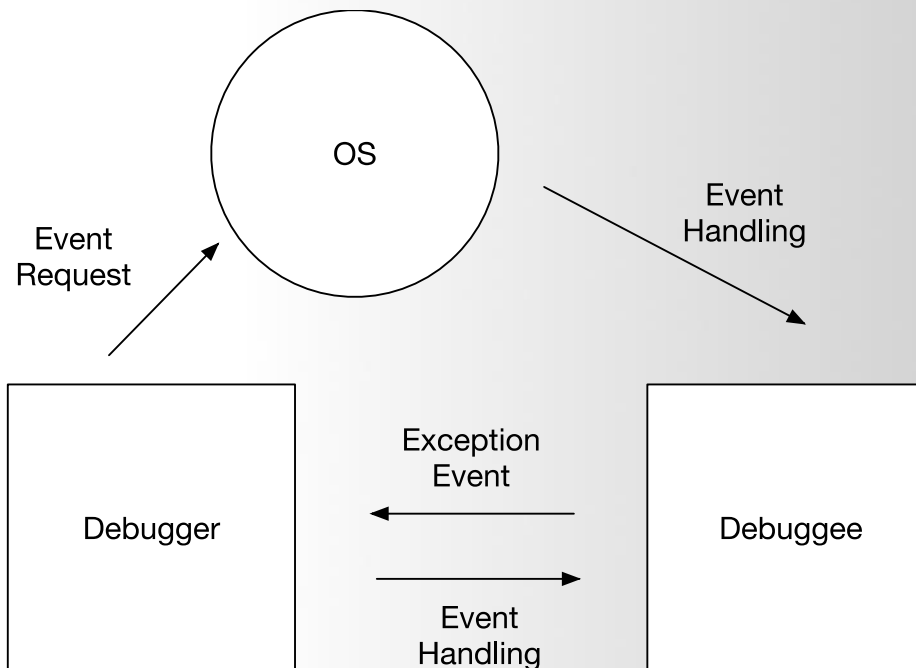 OS
Event
Request
Event
Handling
Debugger
Exception
Event
Event
Handling
Debuggee